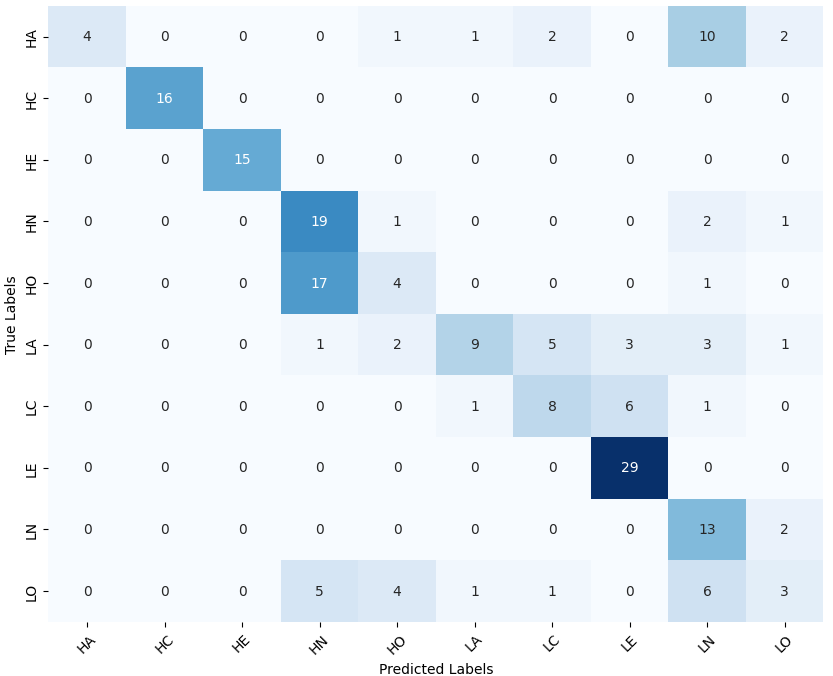 HA 4 0 0 0 1 1 2 0 10 2
HC 0 16 0 0 0 0 0 0 0 0
HE 0 0 15 0 0 0 0 0 0 0
HN 0 0 0 19 1 0 0 0 2 1
HO 0 0 0 17 4 0 0 0 1 0
LA 0 0 0 1 2 9 5 3 3 1
LC 0 0 0 0 0 1 8 6 1 0
LE 0 0 0 0 0 0 0 29 0 0
LN 0 0 0 0 0 0 0 0 13 2
LO 0 0 0 5 4 1 1 0 6 3
True Labels
HA HC HE HN HO LA LC LE LN LO
Predicted Labels